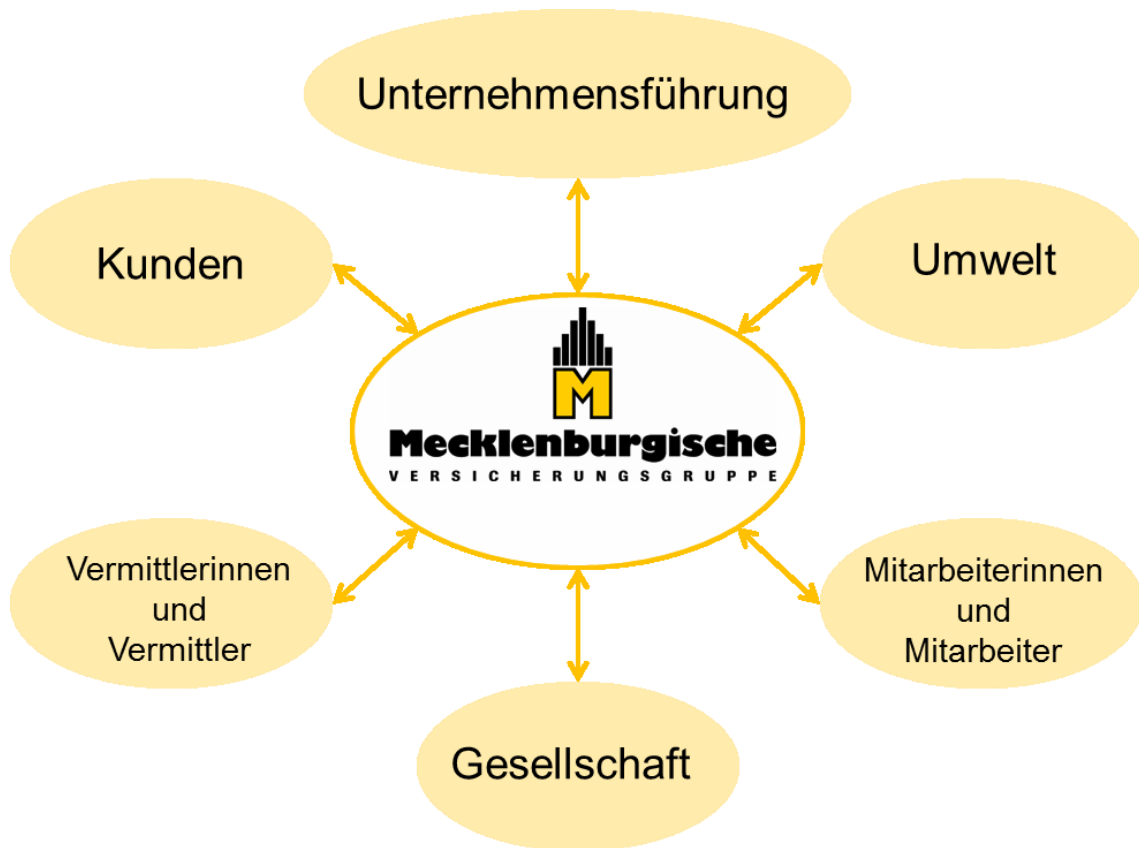 Unternehmensführung
Kunden
Umwelt
M
Mecklenburgische
VERSICHERUNGSGRUPPE
Vermittlerinnen
und
Vermittler
Mitarbeiterinnen
und
Mitarbeiter
Gesellschaft